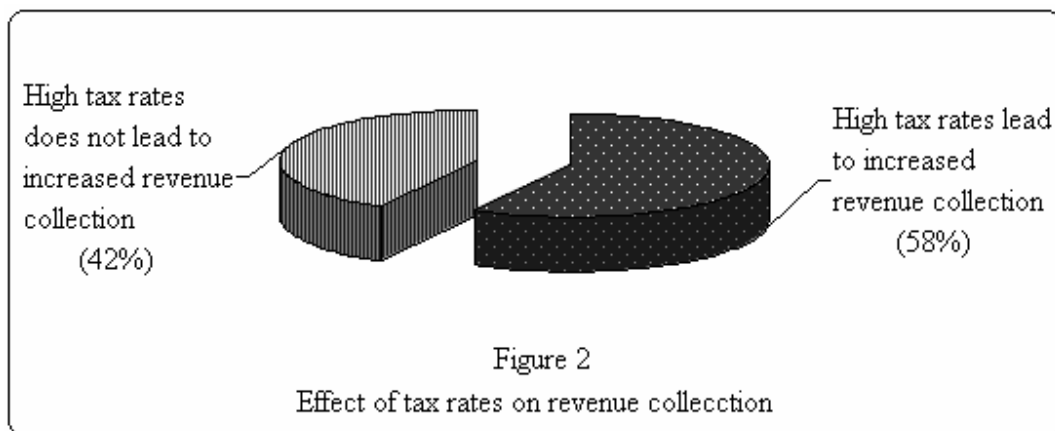 High tax rates
does not lead to
increased revenue
collection
(42%)
High tax rates lead
to increased
revenue collection
(58%)
Figure 2
Effect of tax rates on revenue collecction